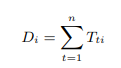 $D_i = \sum_{t=1}^{n} T_{ti}$